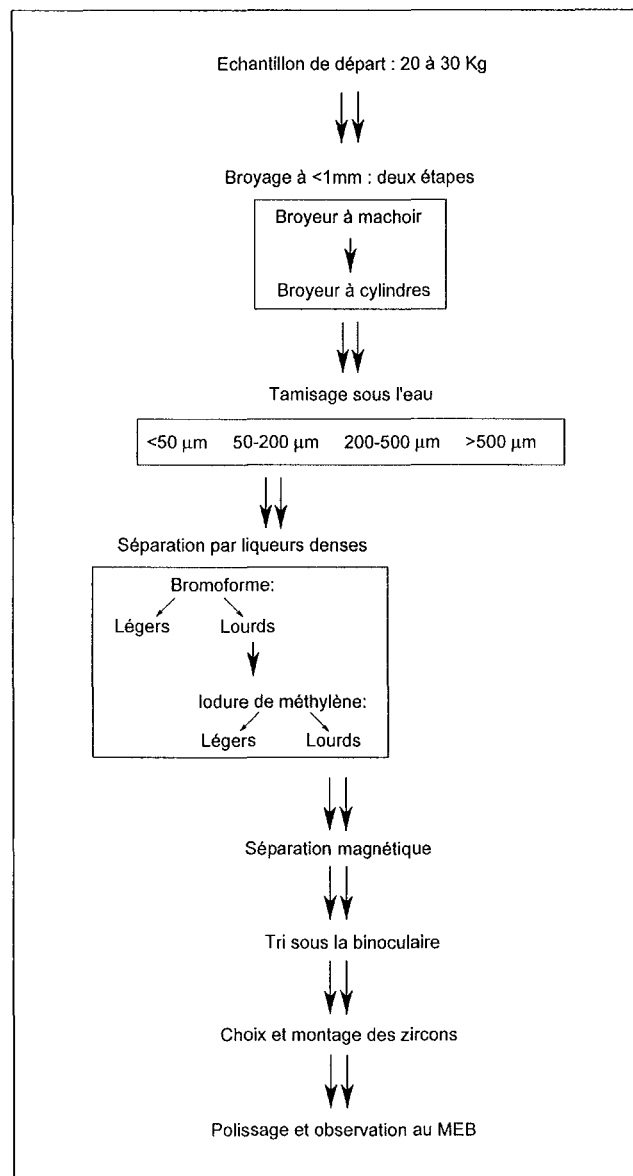 Echantillon de départ : 20 à 30 Kg
Broyage à <1mm : deux étapes
Broyeur à machoir
Broyeur à cylindres
Tamisage sous l'eau
<50 µm 50-200 µm 200-500 µm >500 µm
Séparation par liqueurs denses
Bromoforme:
Légers Lourds
Iodure de méthylène:
Légers Lourds
Séparation magnétique
Tri sous la binoculaire
Choix et montage des zircons
Polissage et observation au MEB